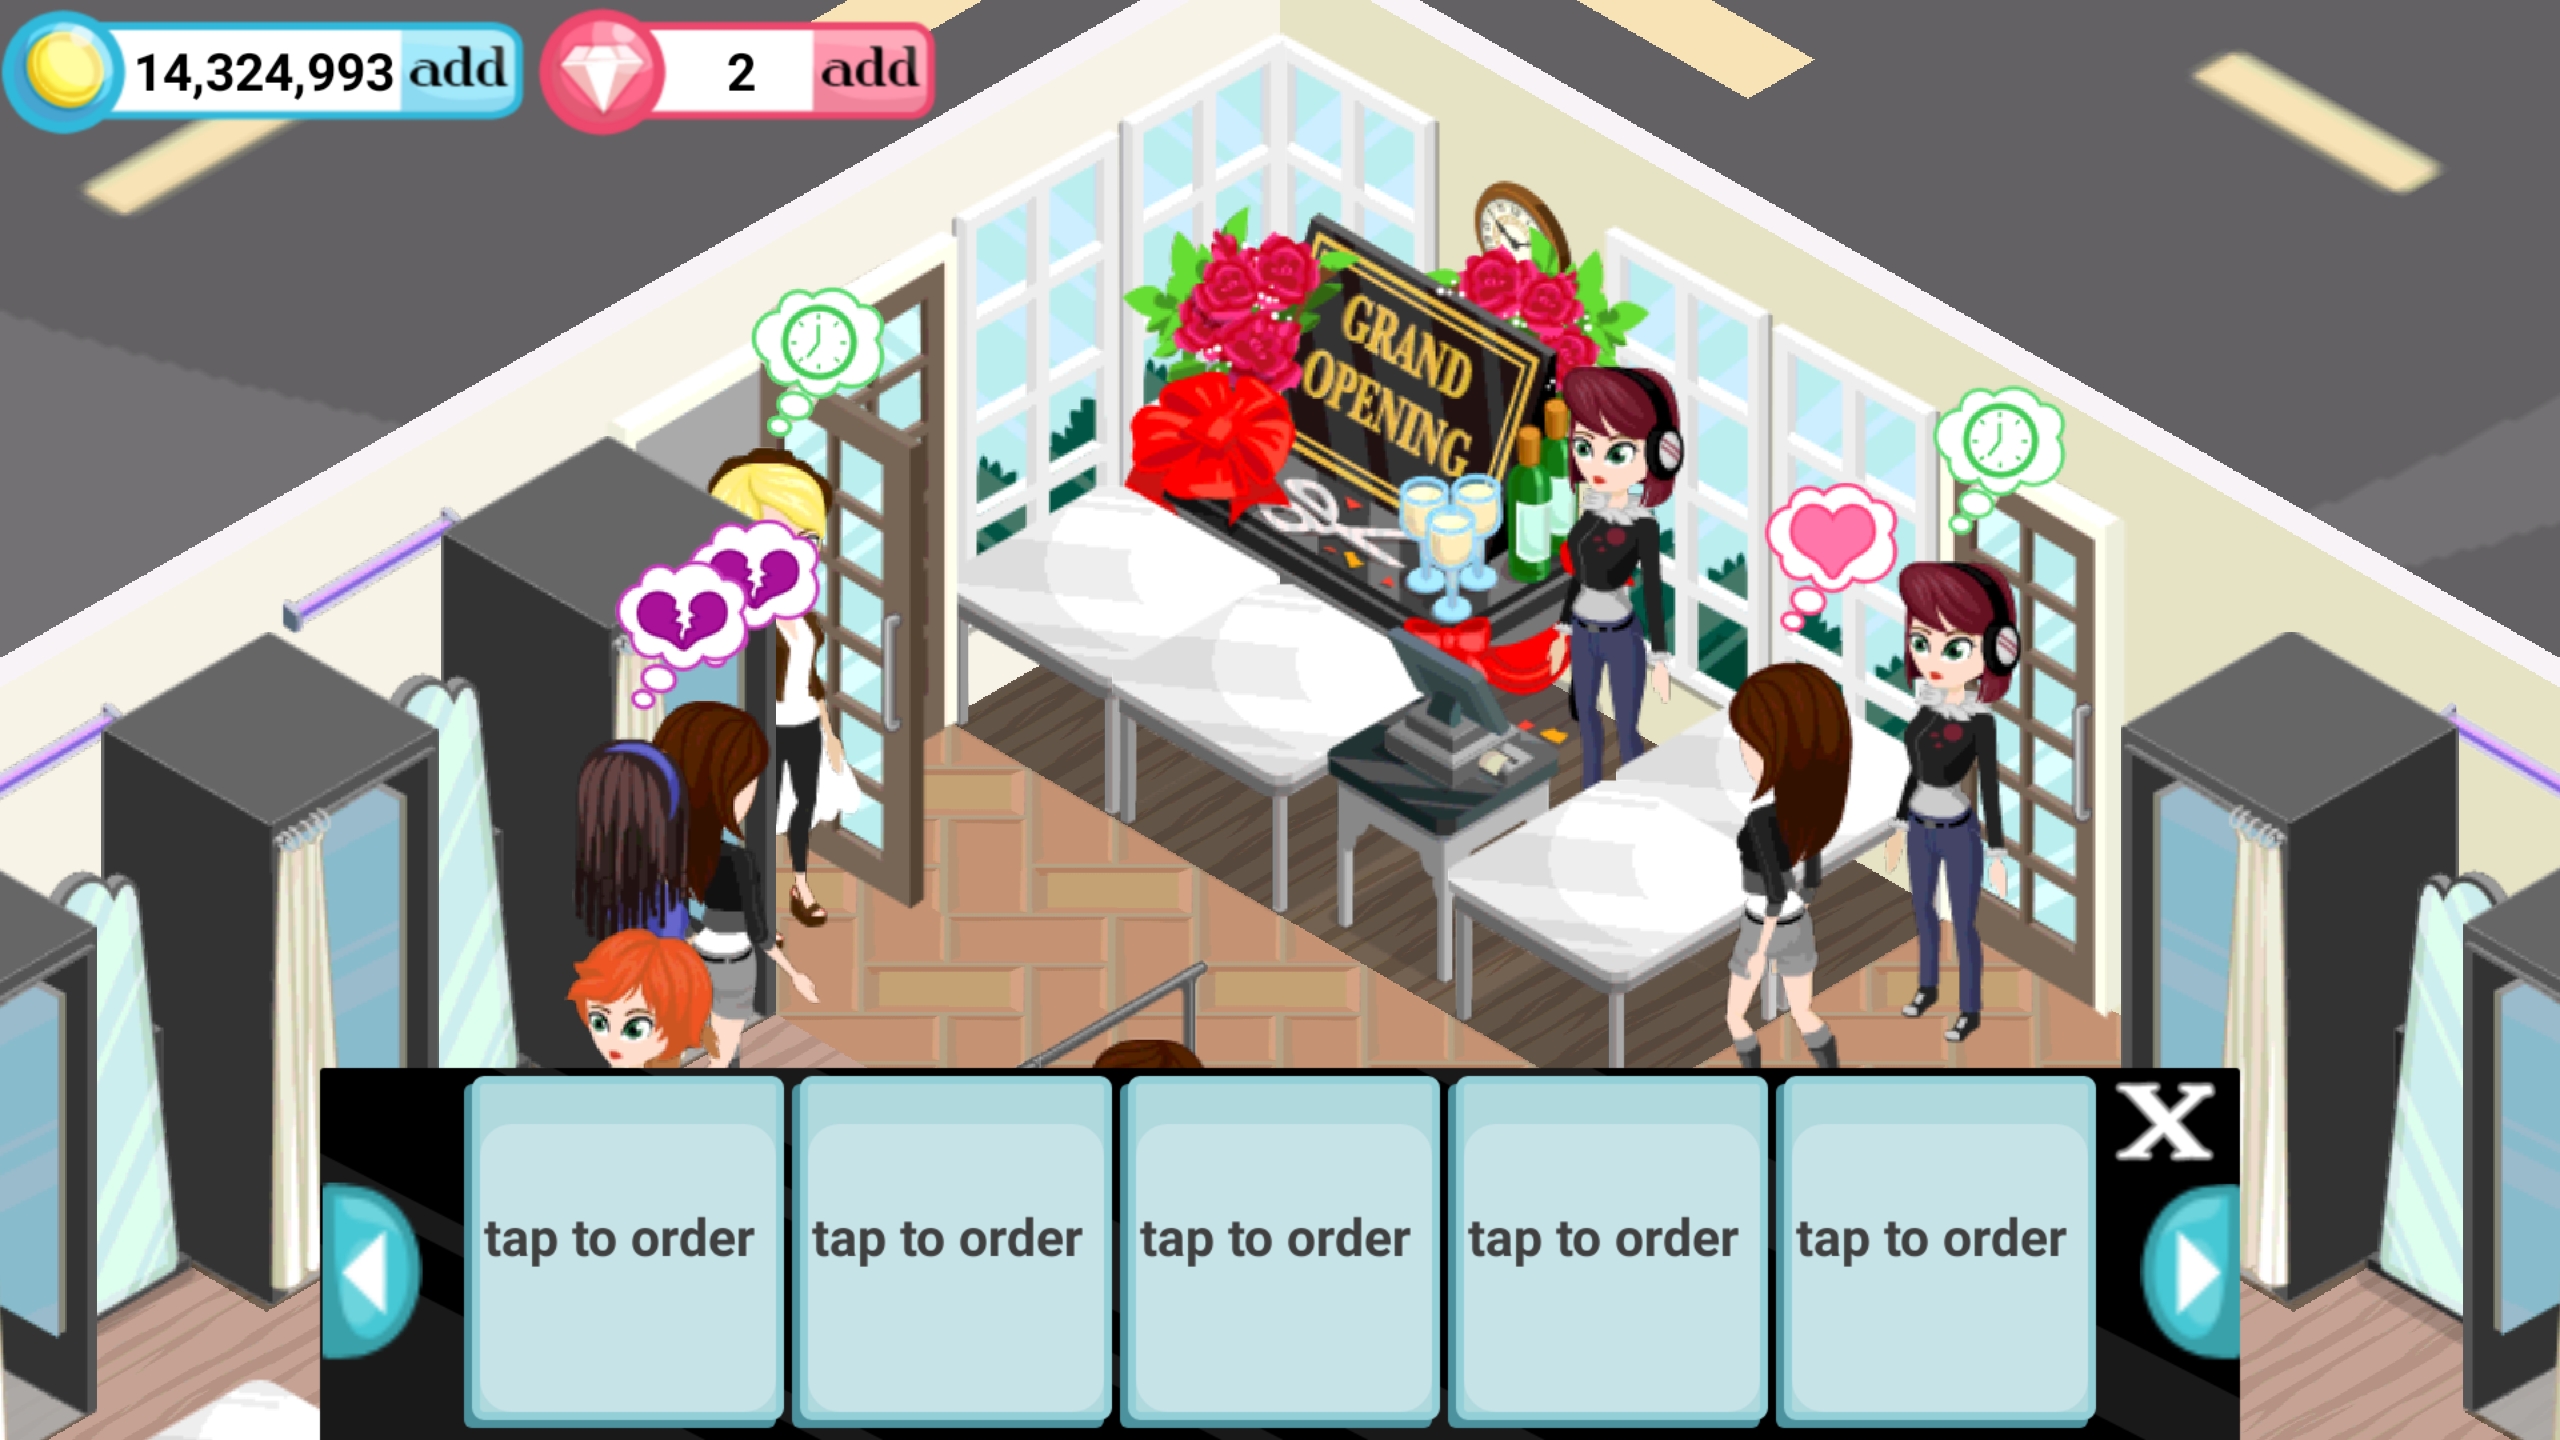 14,324,993 add
2 add
GRAND
OPENING
tap to order
tap to order
tap to order
tap to order
tap to order
X